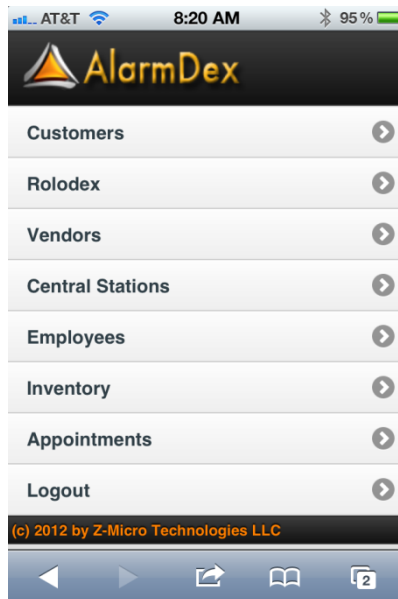 AT&T 8:20 AM 95%
AlarmDex
Customers
Rolodex
Vendors
Central Stations
Employees
Inventory
Appointments
Logout
(c) 2012 by Z-Micro Technologies LLC
2